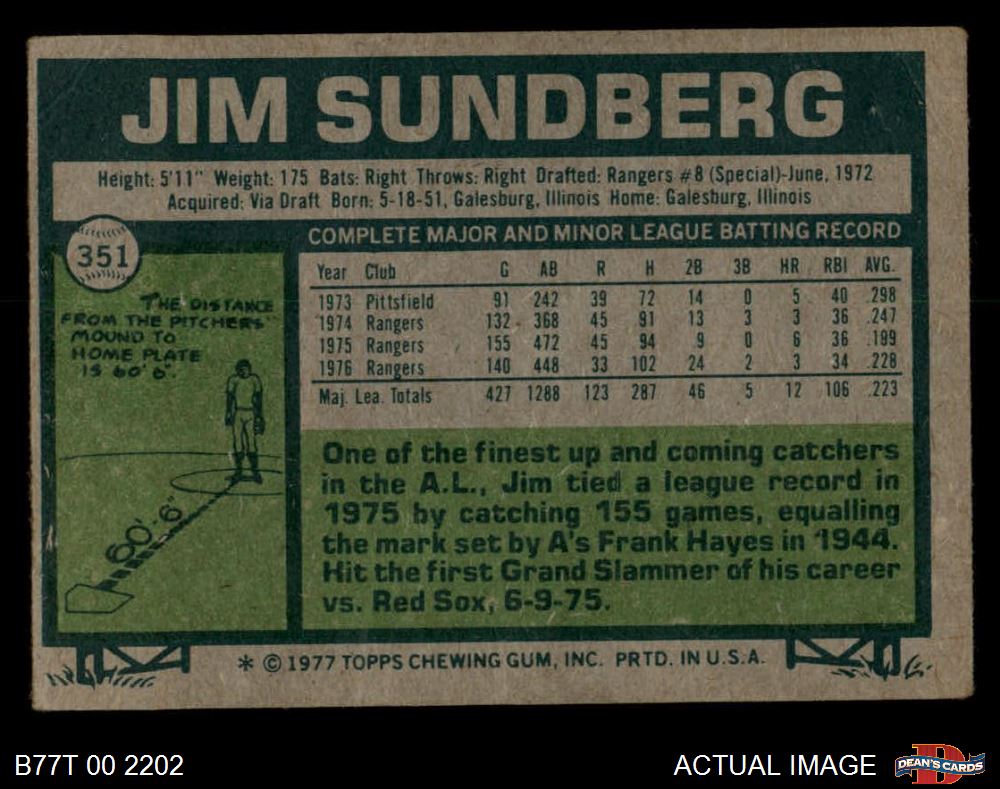 JIM SUNDBERG
Height: 5'11" Weight: 175 Bats: Right Throws: Right Drafted: Rangers #8 (Special)-June, 1972
Acquired: Via Draft Born: 5-18-51, Galesburg, Illinois Home: Galesburg, Illinois
351
THE DISTANCE
FROM THE PITCHERS'
MOUND TO
HOME PLATE
IS 60' 6".
60'-6"
COMPLETE MAJOR AND MINOR LEAGUE BATTING RECORD
Year Club G AB R H 2B 3B HR RBI AVG.
1973 Pittsfield 91 242 39 72 14 0 5 40 .298
1974 Rangers 132 368 45 91 13 3 3 36 .247
1975 Rangers 155 472 45 94 9 0 6 36 .199
1976 Rangers 140 448 33 102 24 2 3 34 .228
Maj. Lea. Totals 427 1288 123 287 46 5 12 106 .223
One of the finest up and coming catchers
in the A.L., Jim tied a league record in
1975 by catching 155 games, equalling
the mark set by A's Frank Hayes in 1944.
Hit the first Grand Slammer of his career
vs. Red Sox, 6-9-75.
* © 1977 TOPPS CHEWING GUM, INC. PRTD. IN U.S.A.
B77T 00 2202
ACTUAL IMAGE
DEAN'S CARDS